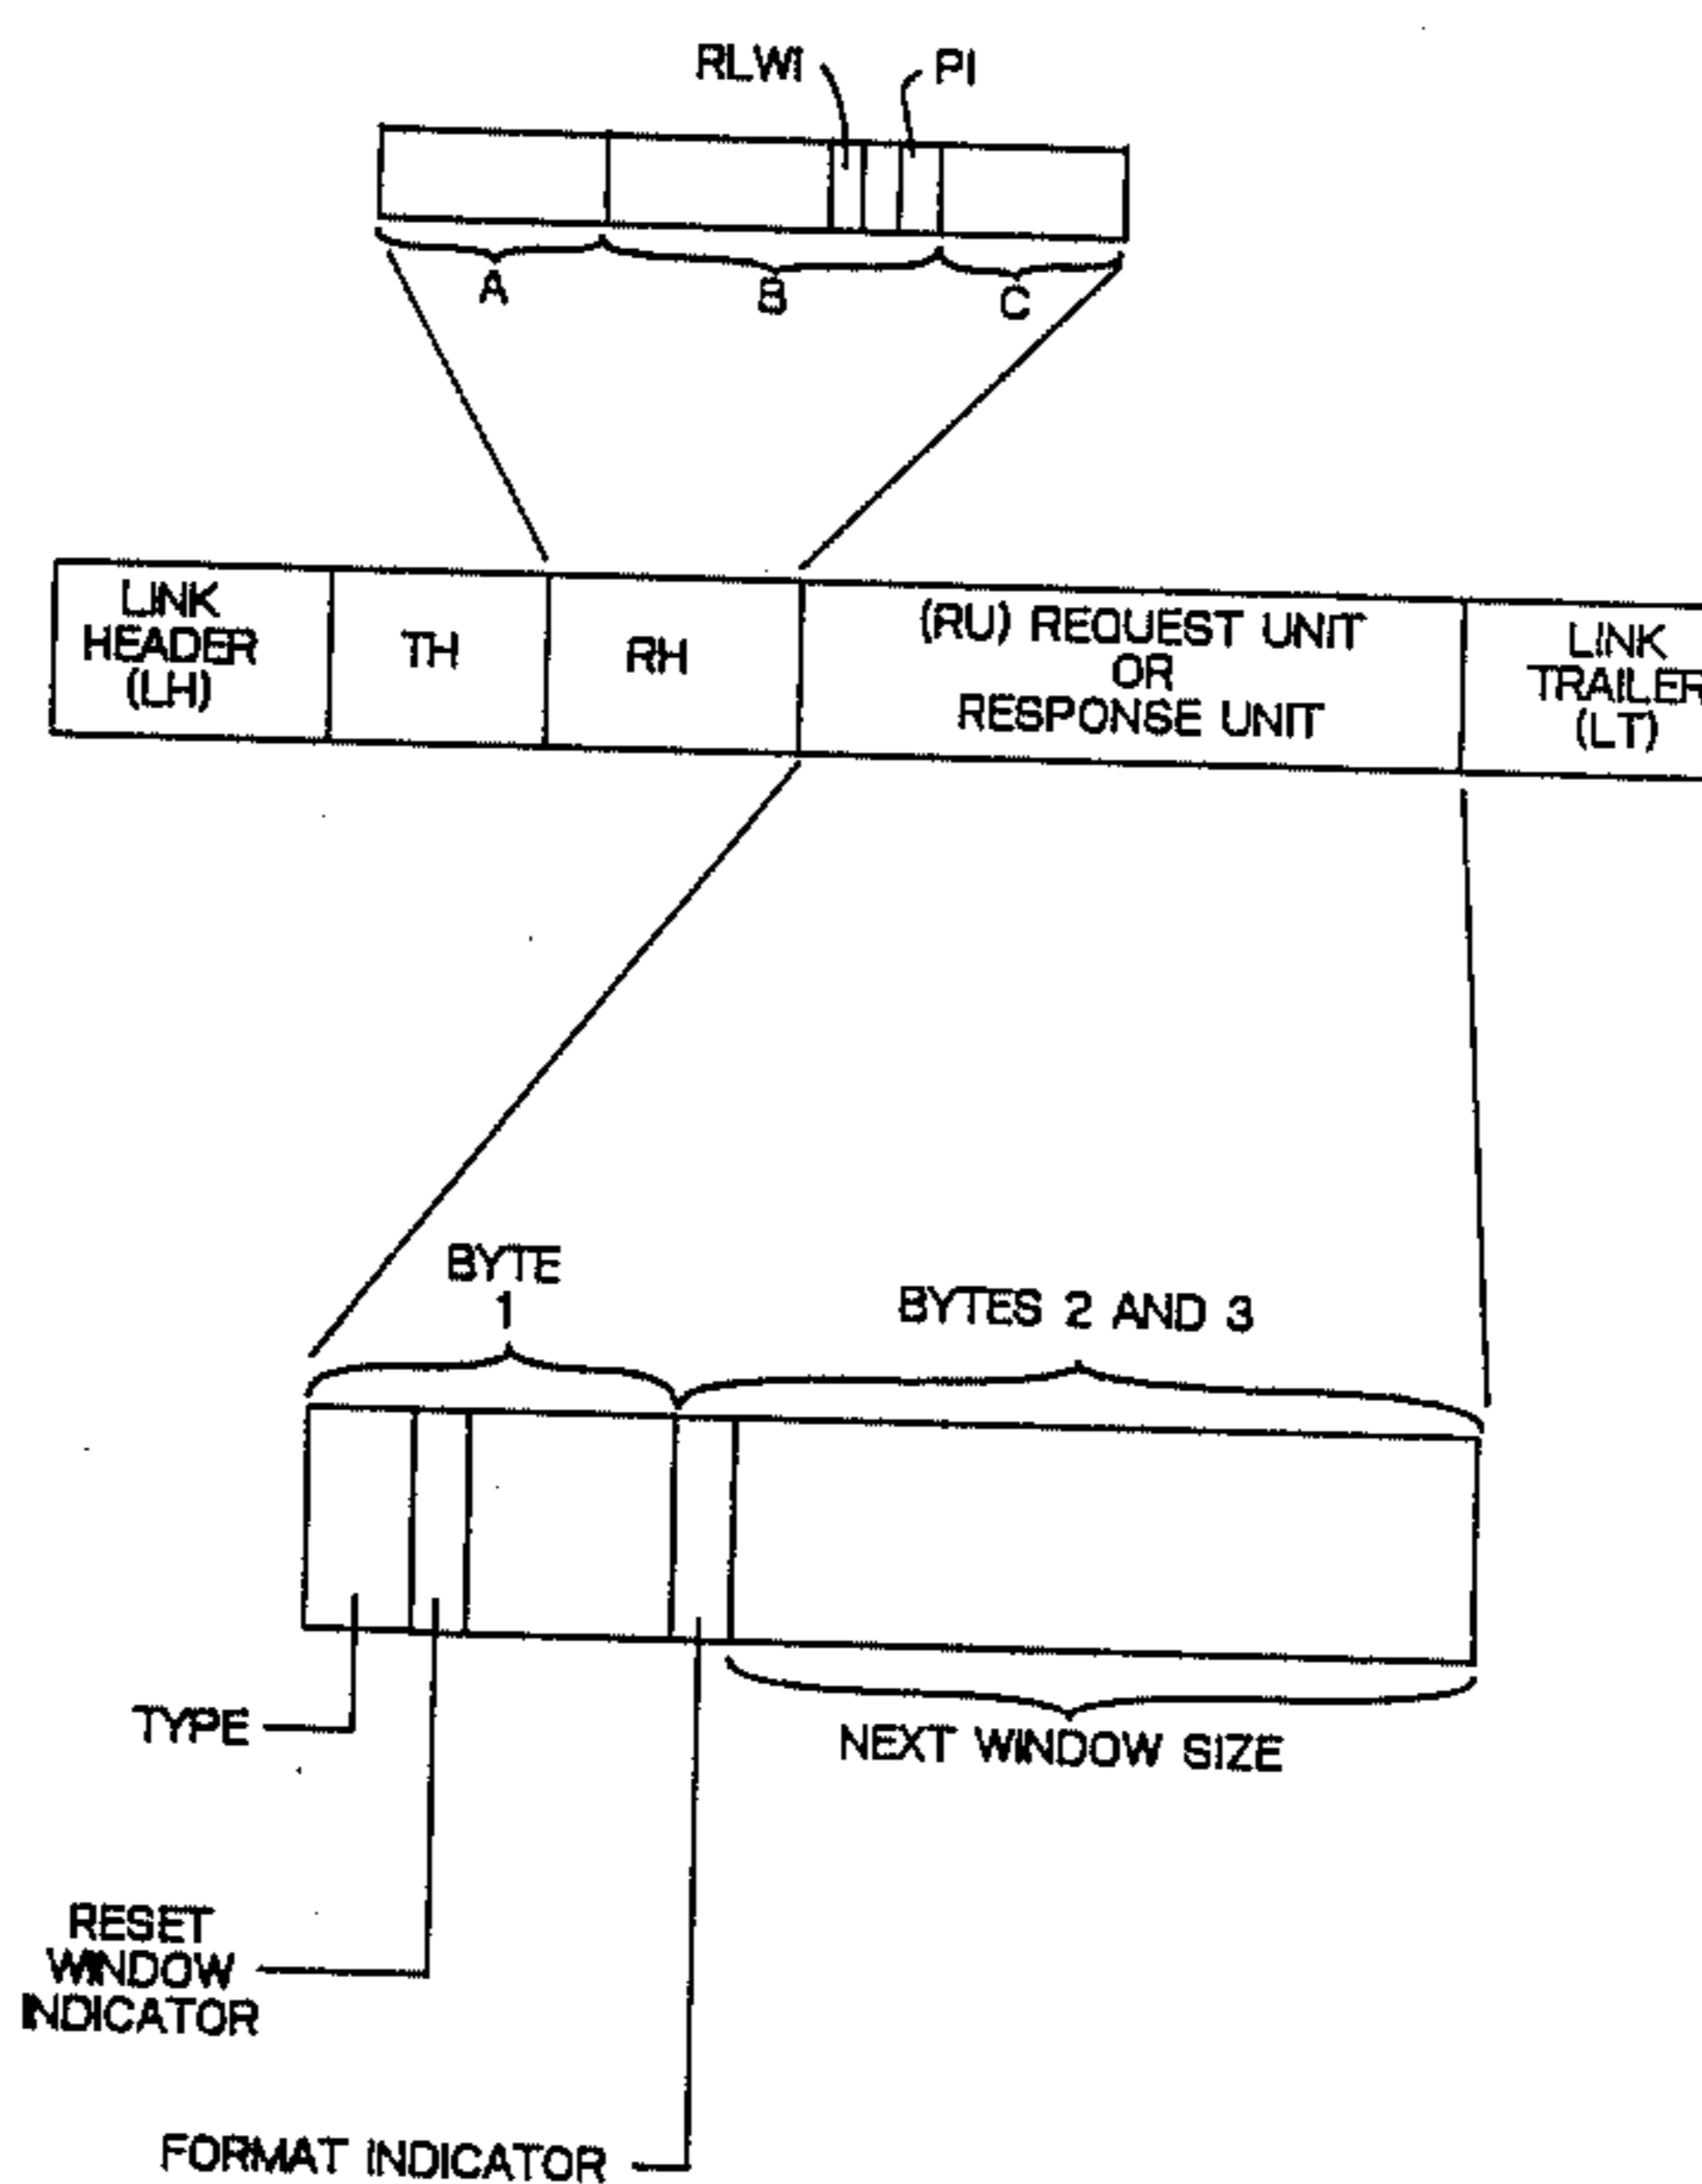 RLWI
PI
A
B
C
LINK
HEADER
(LH)
TH
RH
(RU) REQUEST UNIT
OR
RESPONSE UNIT
LINK
TRAILER
(LT)
BYTE
1
BYTES 2 AND 3
TYPE
NEXT WINDOW SIZE
RESET
WINDOW
INDICATOR
FORMAT INDICATOR